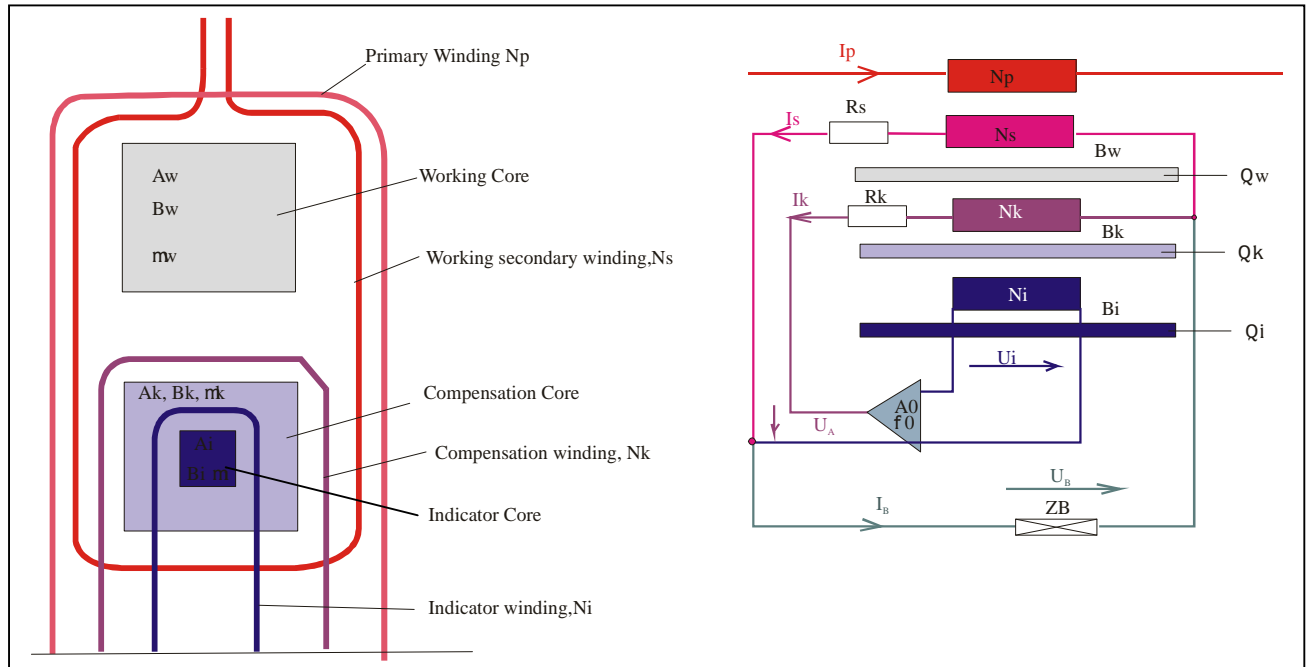 Primary Winding Np
Aw
Bw
mw
Working Core
Working secondary winding,Ns
Ak, Bk, mk
Compensation Core
Ai
Bi m
Compensation winding, Nk
Indicator Core
Indicator winding,Ni
Ip
Np
Rs
Is
Ns
Bw
Qw
Ik
Rk
Nk
Bk
Qk
Ni
Bi
Qi
Ui
A0
f0
UA
UB
IB
ZB